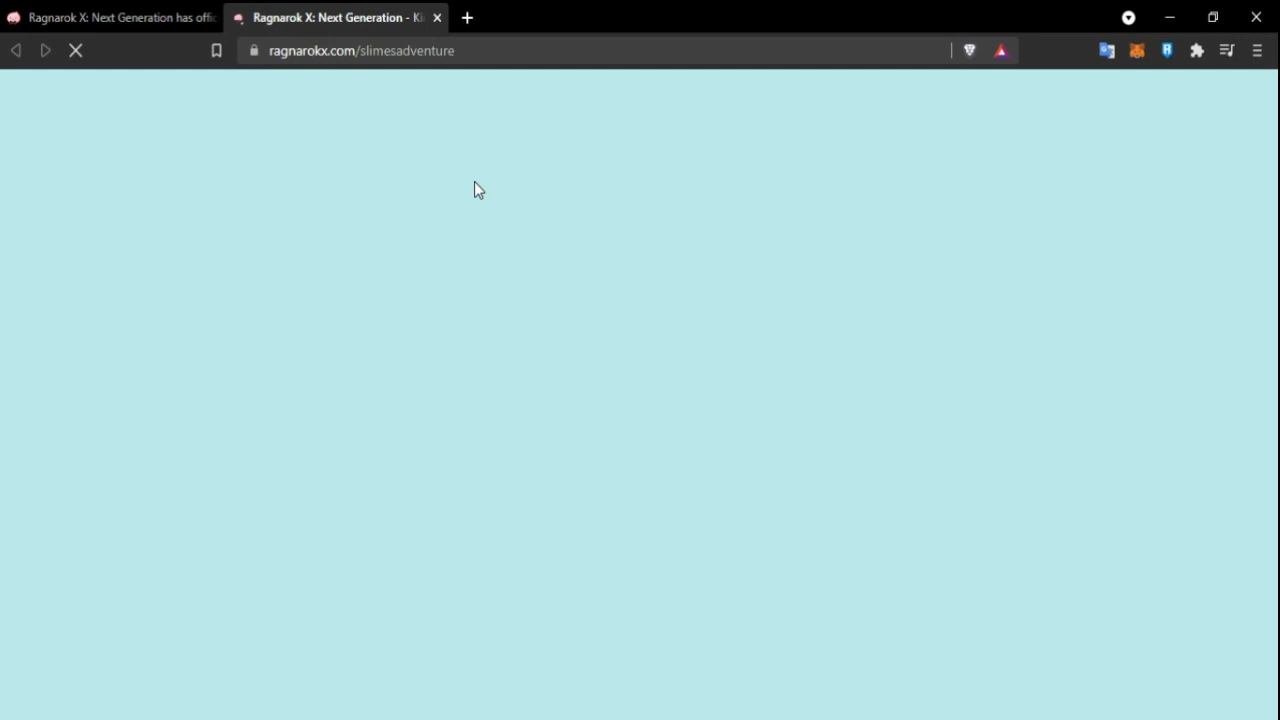 Ragnarok X: Next Generation has offic
Ragnarok X: Next Generation - Ki
ragnarokx.com/slimesadventure